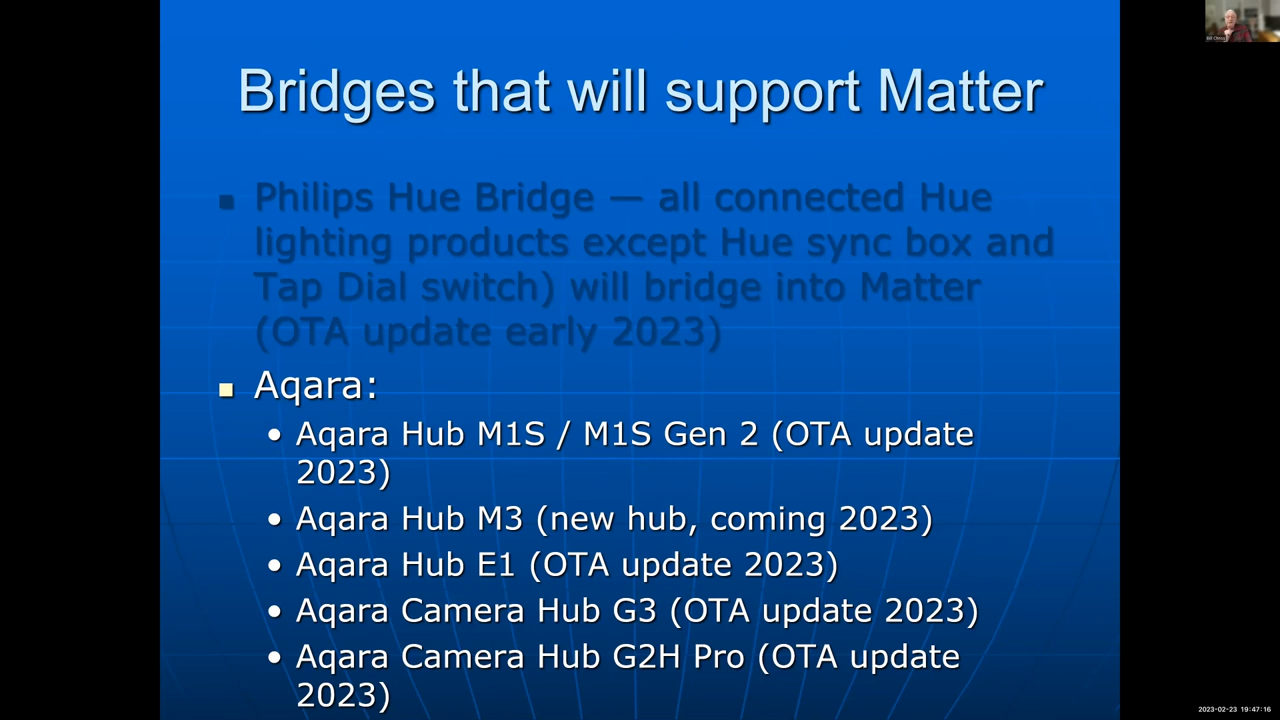 Bridges that will support Matter
Philips Hue Bridge — all connected Hue
lighting products except Hue sync box and
Tap Dial switch) will bridge into Matter
(OTA update early 2023)
Aqara:
Aqara Hub M1S / M1S Gen 2 (OTA update
2023)
Aqara Hub M3 (new hub, coming 2023)
Aqara Hub E1 (OTA update 2023)
Aqara Camera Hub G3 (OTA update 2023)
Aqara Camera Hub G2H Pro (OTA update
2023)
2023-02-23 19:47:16